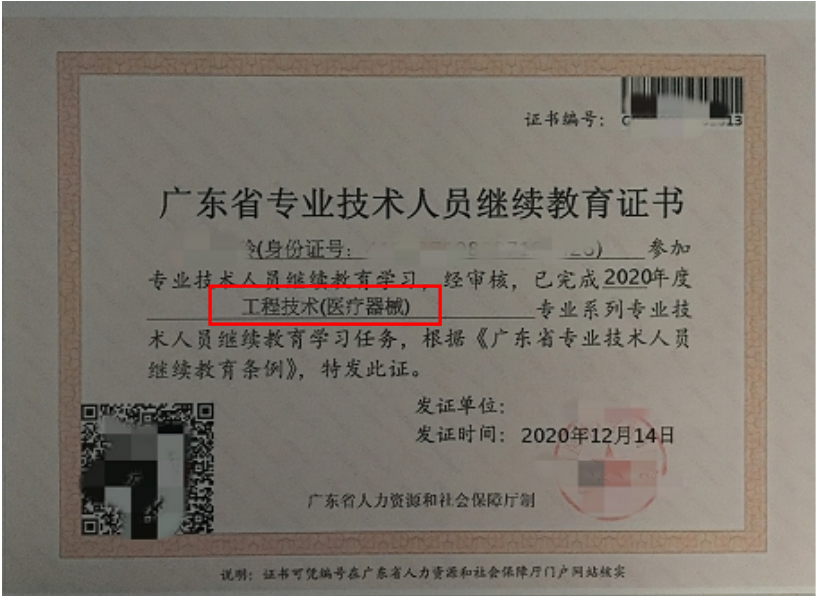 证书编号：
广东省专业技术人员继续教育证书
(身份证号： ) 参加
专业技术人员继续教育学习，经审核，已完成2020年度
工程技术(医疗器械) 专业系列专业技
术人员继续教育学习任务，根据《广东省专业技术人员
继续教育条例》，特发此证。
发证单位：
发证时间：2020年12月14日
广东省人力资源和社会保障厅制
说明：证书可凭编号在广东省人力资源和社会保障厅门户网站核实